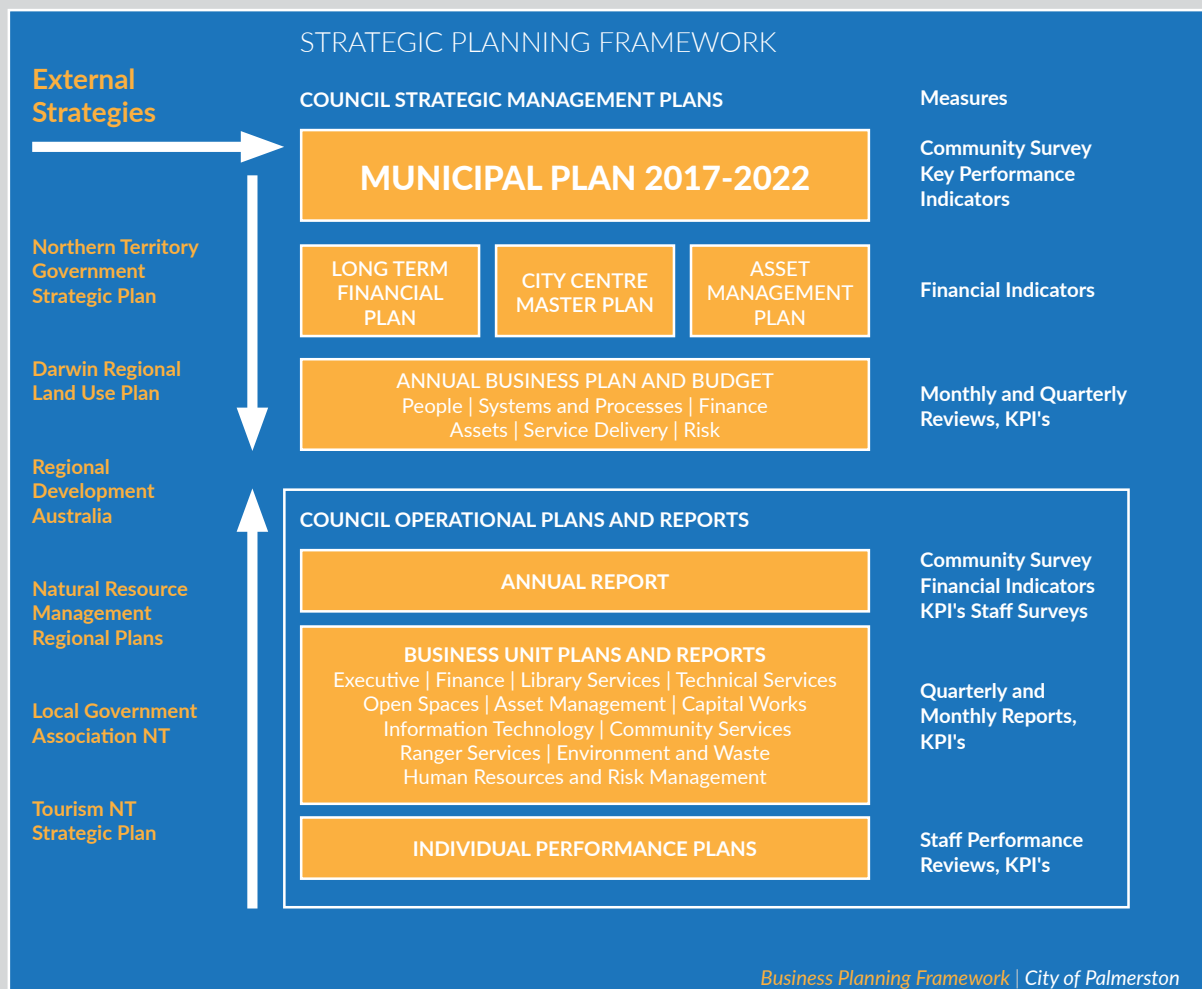 STRATEGIC PLANNING FRAMEWORK
External
Strategies
COUNCIL STRATEGIC MANAGEMENT PLANS
Measures
MUNICIPAL PLAN 2017-2022
Community Survey
Key Performance
Indicators
Northern Territory
Government
Strategic Plan
LONG TERM
FINANCIAL
PLAN
CITY CENTRE
MASTER PLAN
ASSET
MANAGEMENT
PLAN
Financial Indicators
Darwin Regional
Land Use Plan
ANNUAL BUSINESS PLAN AND BUDGET
People | Systems and Processes | Finance
Assets | Service Delivery | Risk
Monthly and Quarterly
Reviews, KPI's
Regional
Development
Australia
COUNCIL OPERATIONAL PLANS AND REPORTS
ANNUAL REPORT
Community Survey
Financial Indicators
KPI's Staff Surveys
Natural Resource
Management
Regional Plans
BUSINESS UNIT PLANS AND REPORTS
Executive | Finance | Library Services | Technical Services
Open Spaces | Asset Management | Capital Works
Information Technology | Community Services
Ranger Services | Environment and Waste
Human Resources and Risk Management
Quarterly and
Monthly Reports,
KPI's
Local Government
Association NT
Tourism NT
Strategic Plan
INDIVIDUAL PERFORMANCE PLANS
Staff Performance
Reviews, KPI's
Business Planning Framework | City of Palmerston